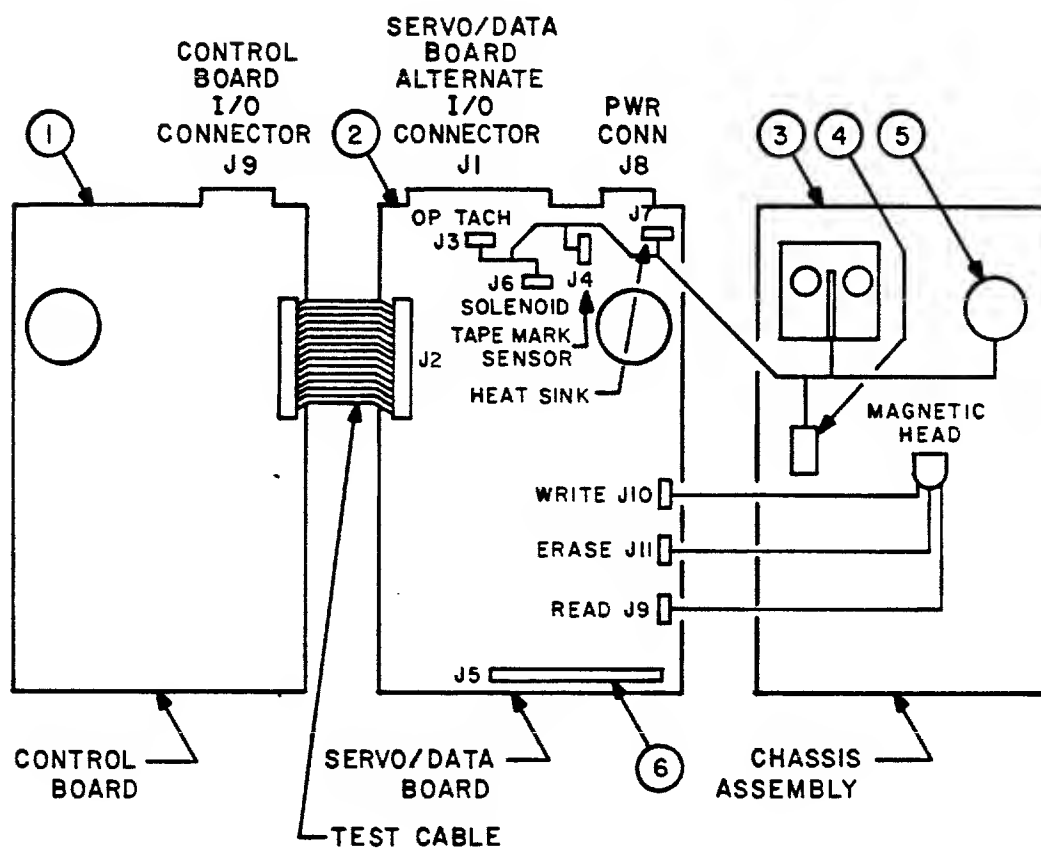 CONTROL
BOARD
I/O
CONNECTOR
J9
SERVO/DATA
BOARD
ALTERNATE
I/O
CONNECTOR
J1
PWR
CONN
J8
1
2
3
4
5
OP TACH
J3
J7
J6
J4
SOLENOID
TAPE MARK
SENSOR
HEAT SINK
J2
MAGNETIC
HEAD
WRITE J10
ERASE J11
READ J9
J5
6
CONTROL
BOARD
SERVO/DATA
BOARD
CHASSIS
ASSEMBLY
TEST CABLE